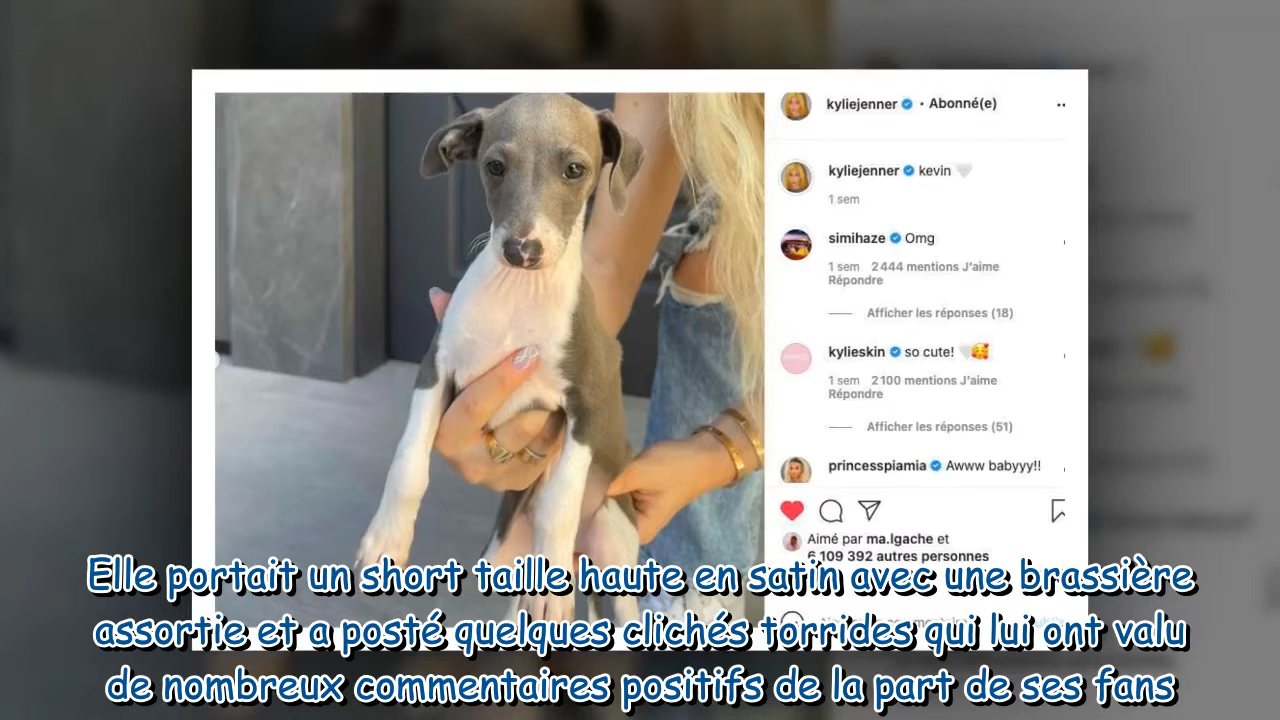 kyliejenner • Abonné(e)
kyliejenner kevin
1 sem
simihaze Omg
1 sem 2 444 mentions J'aime
Répondre
Afficher les réponses (18)
kylieskin so cute!
1 sem 2 100 mentions J'aime
Répondre
Afficher les réponses (51)
princesspiamia Awww babyyy!!
Aimé par ma.lgache et
6 109 392 autres personnes
Elle portait un short taille haute en satin avec une brassière
assortie et a posté quelques clichés torrides qui lui ont valu
de nombreux commentaires positifs de la part de ses fans